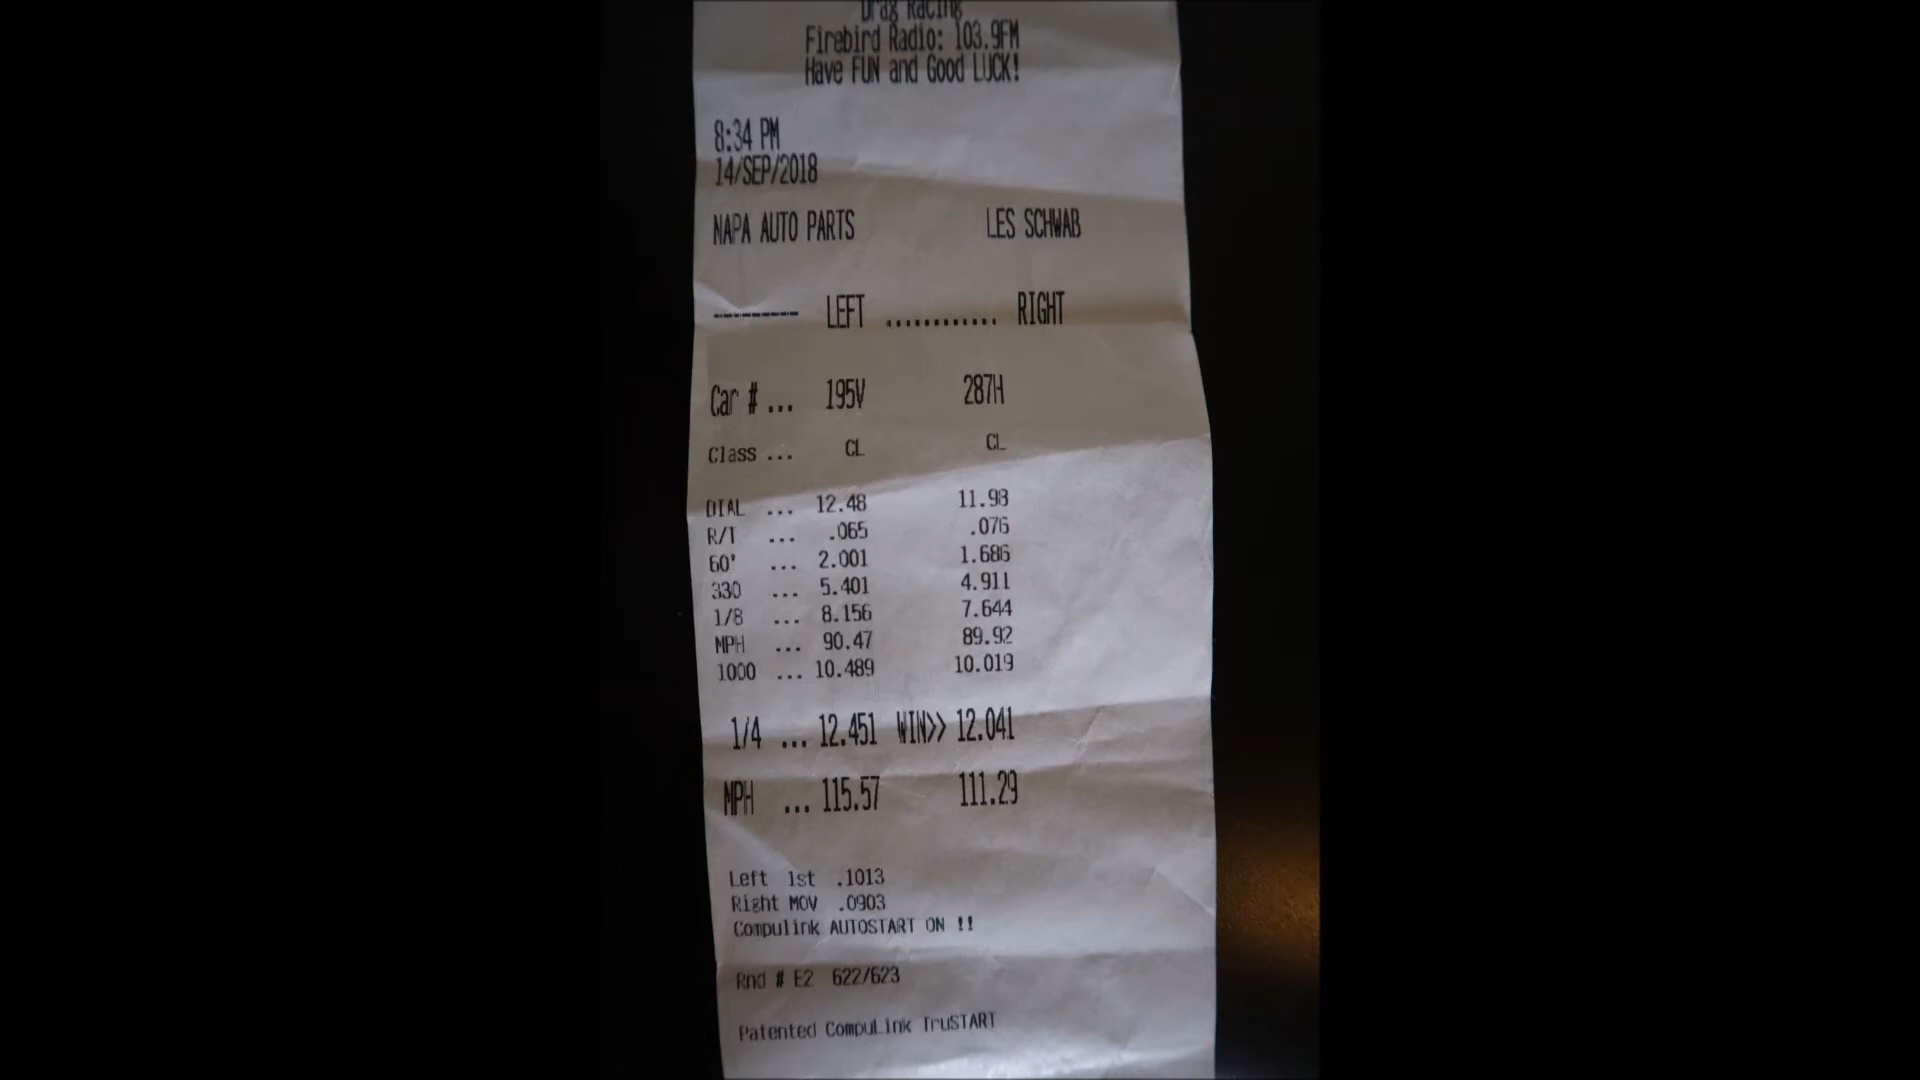 Drag Racing
Firebird Radio: 103.9FM
Have FUN and Good LUCK!
8:34 PM
14/SEP/2018
NAPA AUTO PARTS LES SCHWAB
--------- LEFT ............ RIGHT
Car # ... 195V 287H
Class ... CL CL
DIAL ... 12.48 11.98
R/T ... .065 .076
60' ... 2.001 1.686
330 ... 5.401 4.911
1/8 ... 8.156 7.644
MPH ... 90.47 89.92
1000 ... 10.489 10.019
1/4 ... 12.451 WIN>> 12.041
MPH ... 115.57 111.29
Left 1st .1013
Right MOV .0903
Compulink AUTOSTART ON !!
Rnd # E2 622/623
Patented CompuLink TruSTART